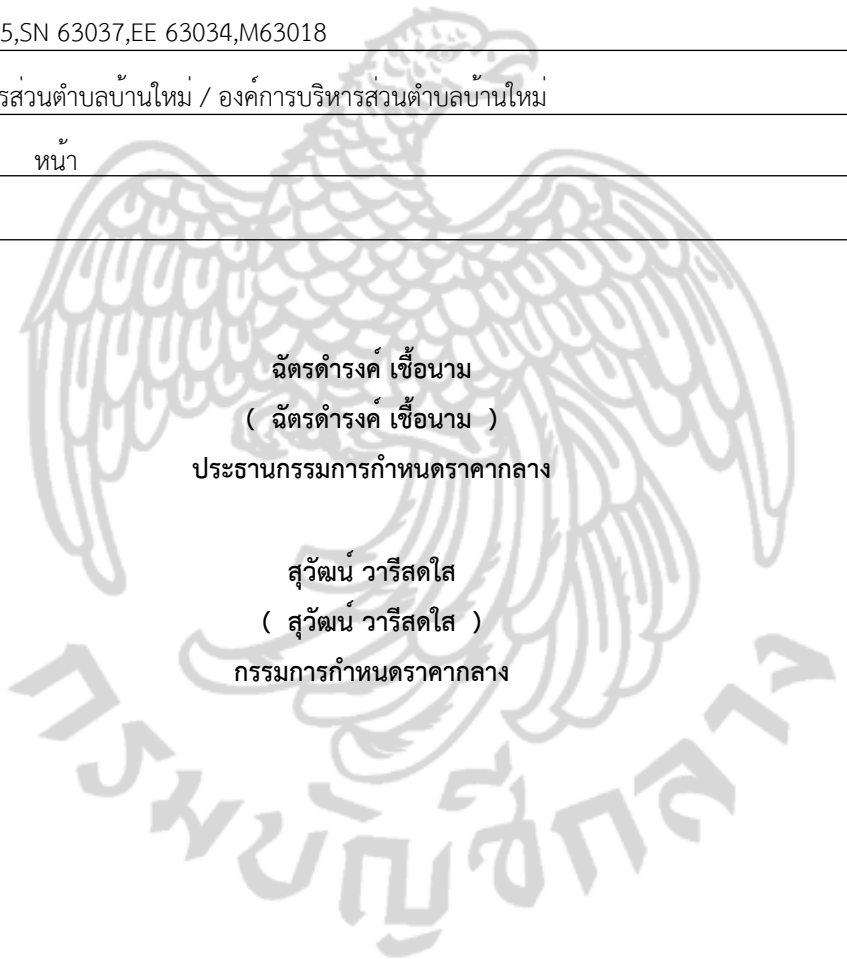 5,SN 63037,EE 63034,M63018
รส่วนตำบลบ้านใหม่ / องค์การบริหารส่วนตำบลบ้านใหม่
หน้า
ฉัตรดำรงค์ เชื้อนาม
( ฉัตรดำรงค์ เชื้อนาม )
ประธานกรรมการกำหนดราคากลาง
สุวัฒน์ วารีสดใส
( สุวัฒน์ วารีสดใส )
กรรมการกำหนดราคากลาง
กรมบัญชีกลาง